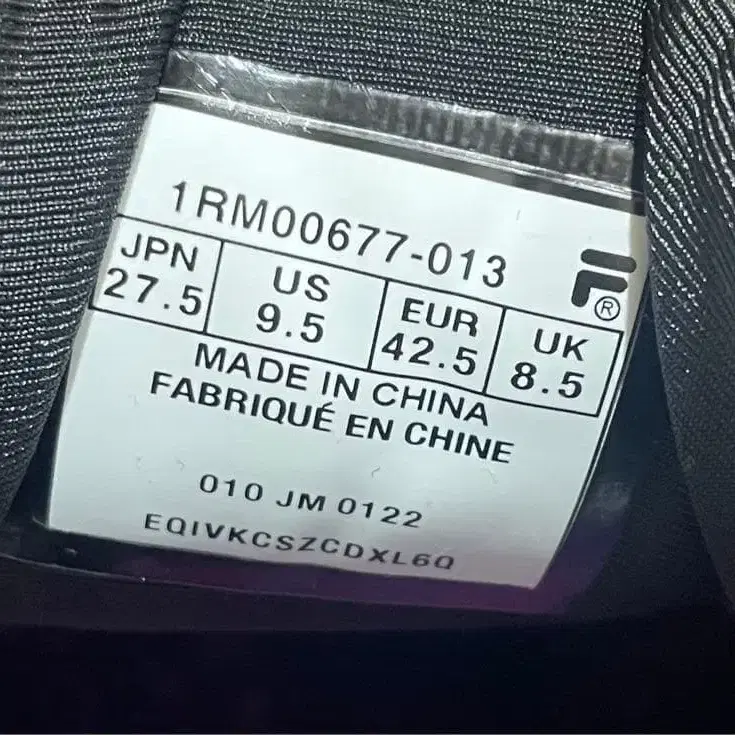 1RM00677-013
JPN US EUR UK
27.5 9.5 42.5 8.5
MADE IN CHINA
FABRIQUÉ EN CHINE
010 JM 0122
EQIVKCSZCDXL6Q